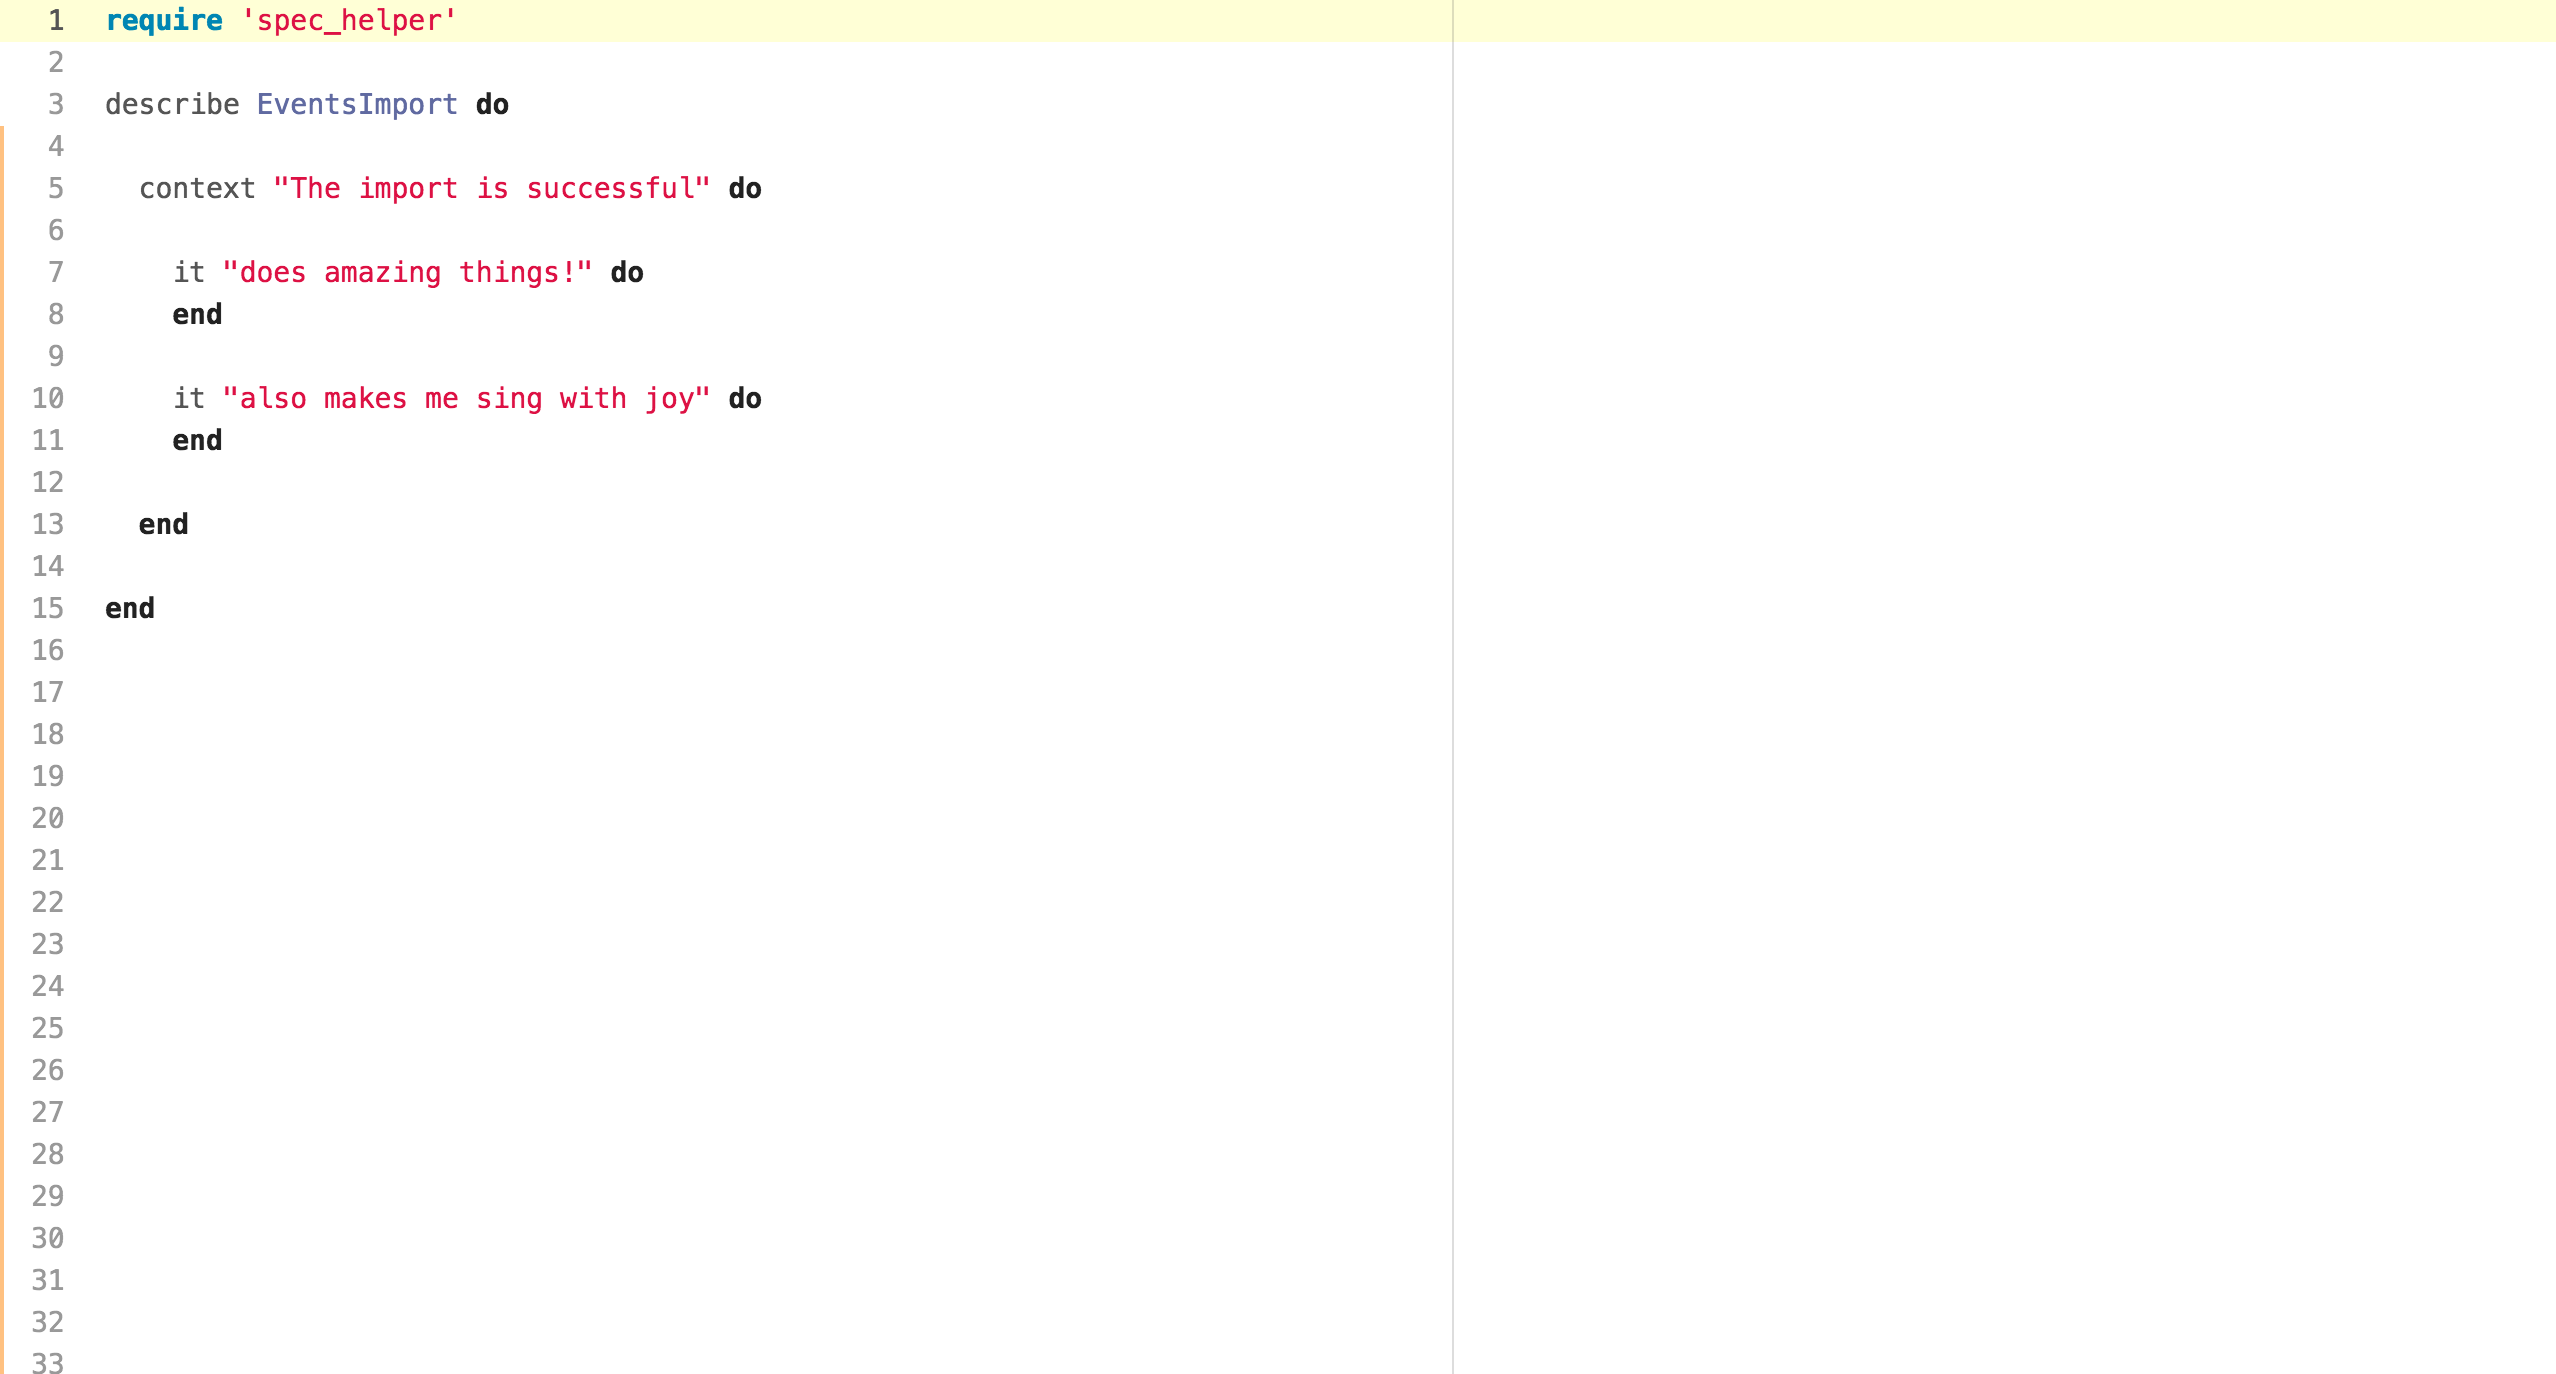 1 require 'spec_helper'
2
3 describe EventsImport do
4
5   context "The import is successful" do
6
7     it "does amazing things!" do
8     end
9
10     it "also makes me sing with joy" do
11     end
12
13   end
14
15 end
16
17
18
19
20
21
22
23
24
25
26
27
28
29
30
31
32
33